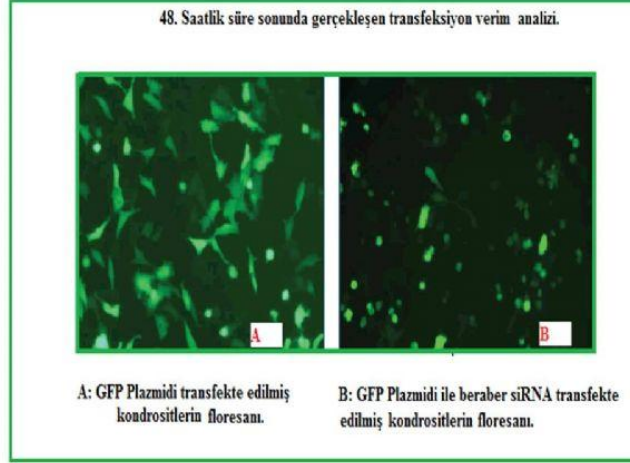 48. Saatlik süre sonunda gerçekleşen transfeksiyon verim analizi.
A
B
A: GFP Plazmidi transfekte edilmiş
kondrositlerin floresanı.
B: GFP Plazmidi ile beraber siRNA transfekte
edilmiş kondrositlerin floresanı.